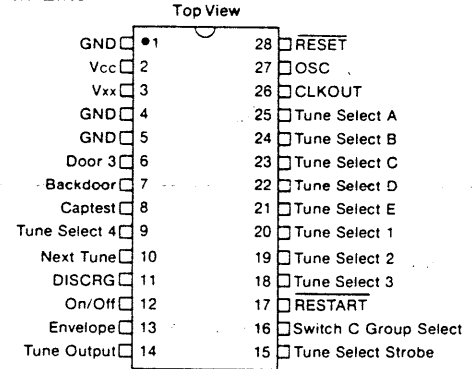 Top View
GND 1 28 RESET
Vcc 2 27 OSC
Vxx 3 26 CLKOUT
GND 4 25 Tune Select A
GND 5 24 Tune Select B
Door 3 6 23 Tune Select C
Backdoor 7 22 Tune Select D
Captest 8 21 Tune Select E
Tune Select 4 9 20 Tune Select 1
Next Tune 10 19 Tune Select 2
DISCRG 11 18 Tune Select 3
On/Off 12 17 RESTART
Envelope 13 16 Switch C Group Select
Tune Output 14 15 Tune Select Strobe